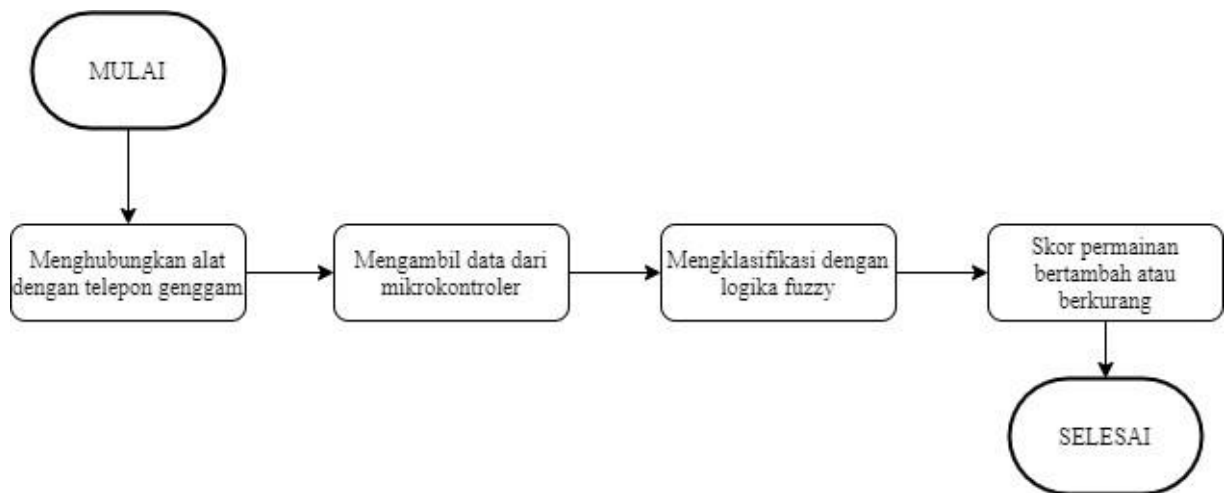 MULAI
Menghubungkan alat
dengan telepon genggam
Mengambil data dari
mikrokontroler
Mengklasifikasi dengan
logika fuzzy
Skor permainan
bertambah atau
berkurang
SELESAI